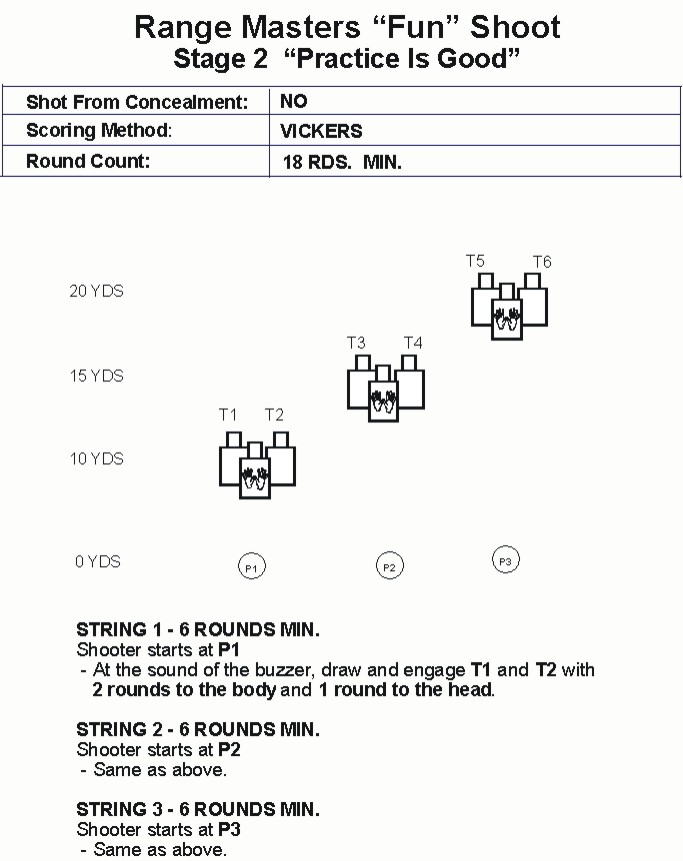 Range Masters “Fun” Shoot
Stage 2 “Practice Is Good”
Shot From Concealment: NO
Scoring Method: VICKERS
Round Count: 18 RDS. MIN.
T5 T6
20 YDS
T3 T4
15 YDS
T1 T2
10 YDS
0 YDS P1 P2 P3
STRING 1 - 6 ROUNDS MIN.
Shooter starts at P1
- At the sound of the buzzer, draw and engage T1 and T2 with
2 rounds to the body and 1 round to the head.
STRING 2 - 6 ROUNDS MIN.
Shooter starts at P2
- Same as above.
STRING 3 - 6 ROUNDS MIN.
Shooter starts at P3
- Same as above.